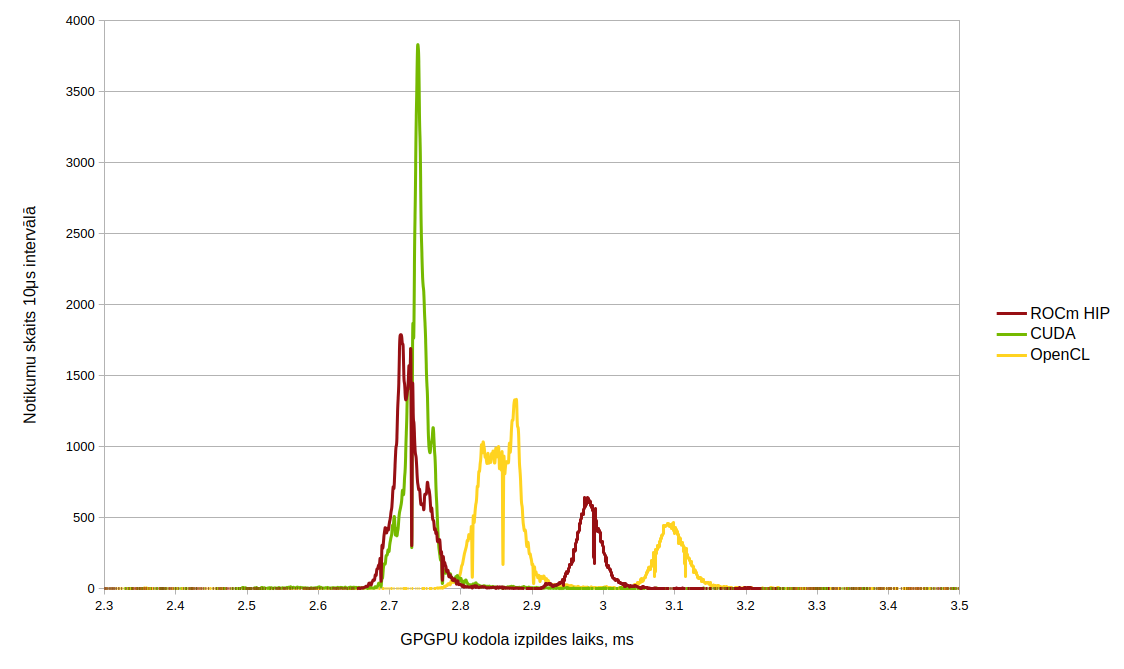 4000
3500
3000
2500
2000
1500
1000
500
0
2.3 2.4 2.5 2.6 2.7 2.8 2.9 3 3.1 3.2 3.3 3.4 3.5
Notikumu skaits 10µs intervālā
GPGPU kodola izpildes laiks, ms
ROCm HIP
CUDA
OpenCL